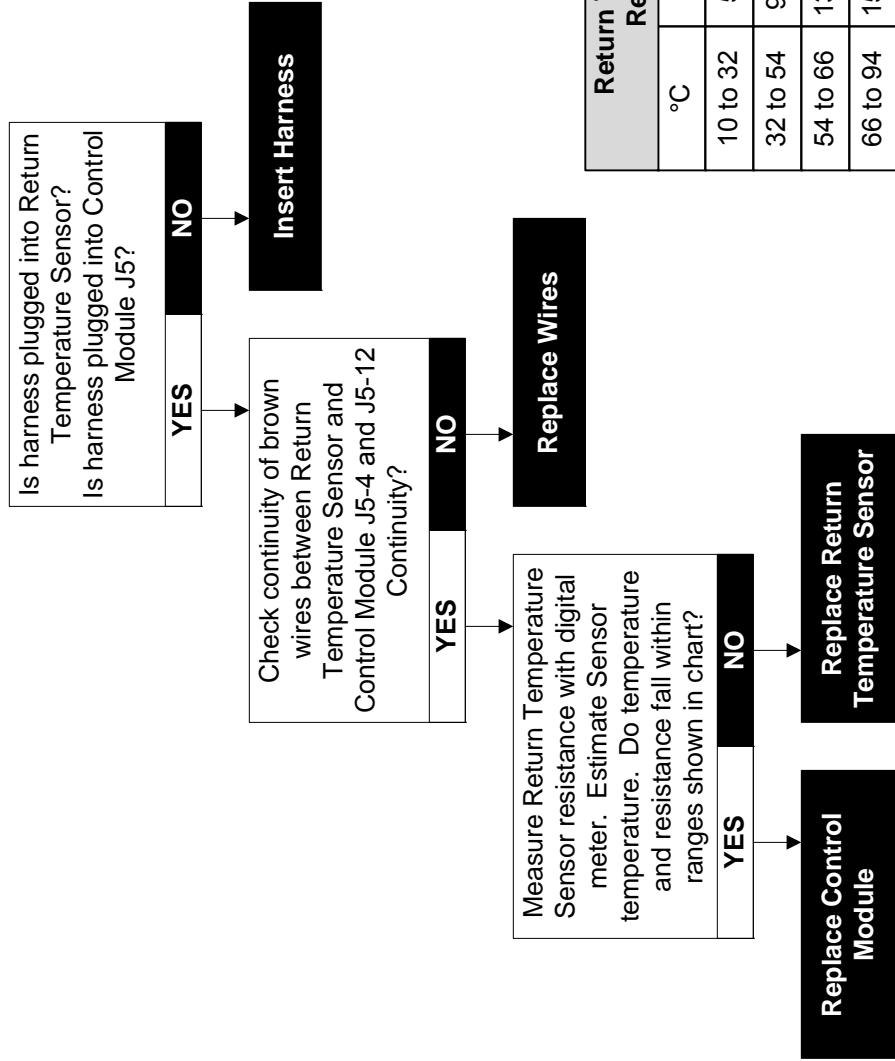 Is harness plugged into Return
Temperature Sensor?
Is harness plugged into Control
Module J5?
YES
NO
Insert Harness
Check continuity of brown
wires between Return
Temperature Sensor and
Control Module J5-4 and J5-12
Continuity?
YES
NO
Replace Wires
Measure Return Temperature
Sensor resistance with digital
meter. Estimate Sensor
temperature. Do temperature
and resistance fall within
ranges shown in chart?
YES
NO
Replace Control
Module
Replace Return
Temperature Sensor
Return
°C
10 to 32
32 to 54
54 to 66
66 to 94